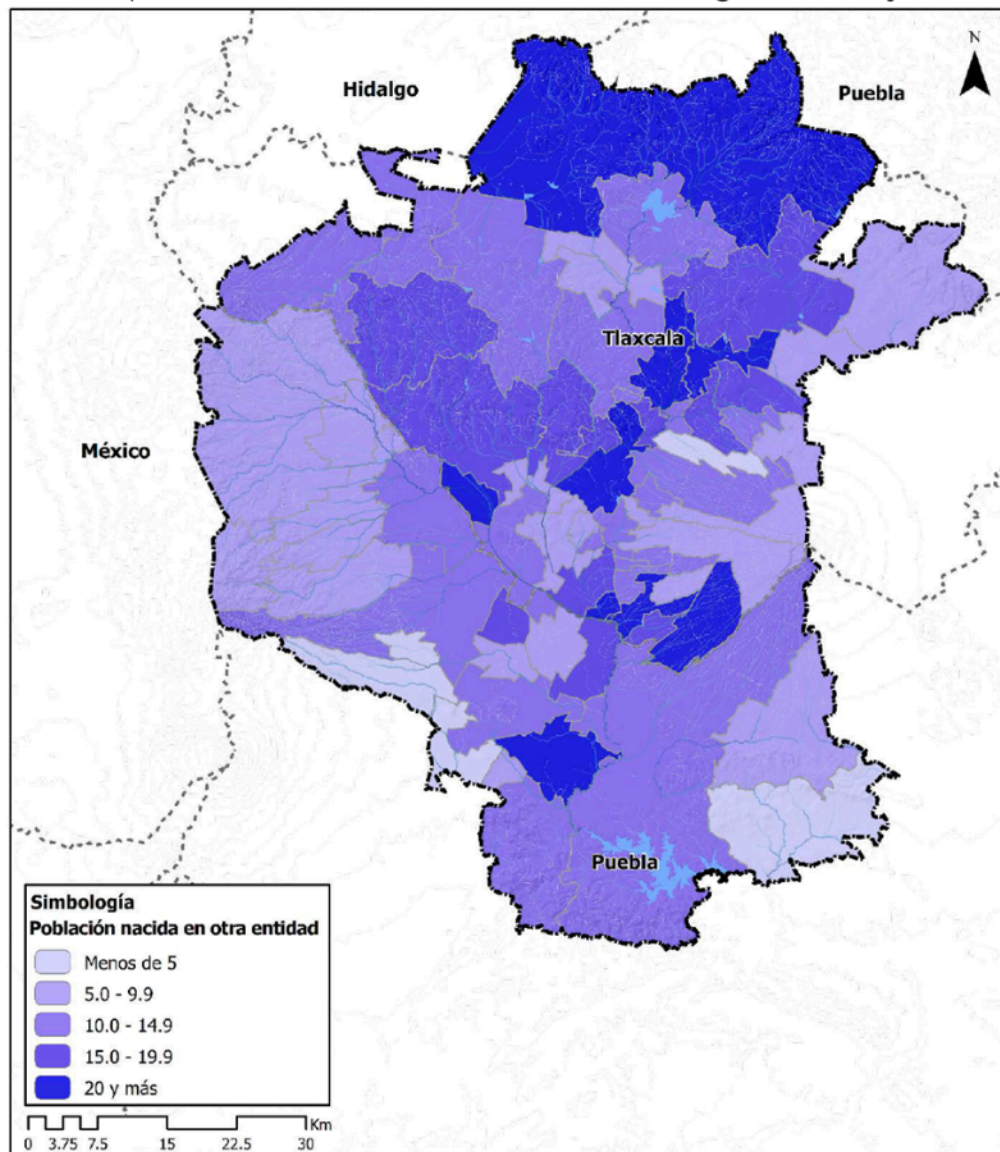 N
Hidalgo
Puebla
Tlaxcala
México
Puebla
Simbología
Población nacida en otra entidad
Menos de 5
5.0 - 9.9
10.0 - 14.9
15.0 - 19.9
20 y más
Km
0 3.75 7.5 15 22.5 30